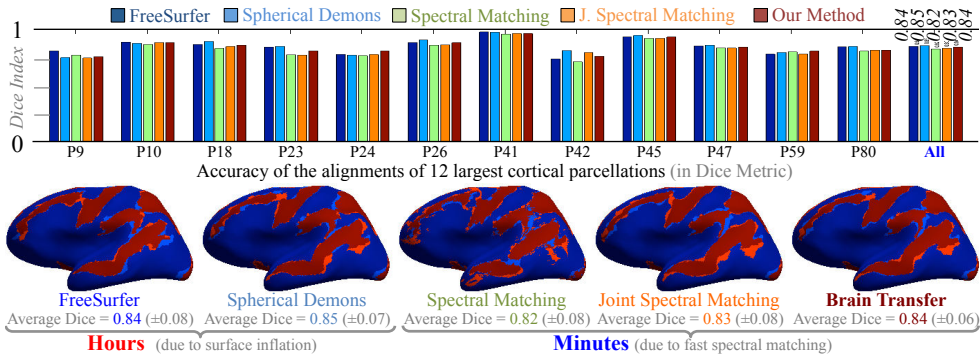 FreeSurfer Spherical Demons Spectral Matching J. Spectral Matching Our Method
0.84 0.85 0.82 0.83 0.84
1
Dice Index
0
P9 P10 P18 P23 P24 P26 P41 P42 P45 P47 P59 P80 All
Accuracy of the alignments of 12 largest cortical parcellations (in Dice Metric)
FreeSurfer Spherical Demons Spectral Matching Joint Spectral Matching Brain Transfer
Average Dice = 0.84 (±0.08) Average Dice = 0.85 (±0.07) Average Dice = 0.82 (±0.08) Average Dice = 0.83 (±0.08) Average Dice = 0.84 (±0.06)
Hours (due to surface inflation) Minutes (due to fast spectral matching)